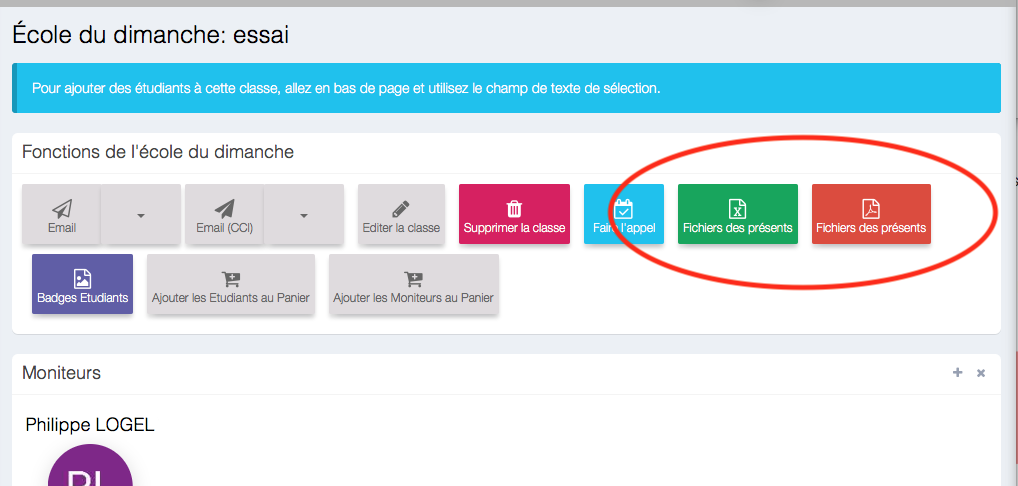 École du dimanche: essai
Pour ajouter des étudiants à cette classe, allez en bas de page et utilisez le champ de texte de sélection.
Fonctions de l'école du dimanche
Email
Email (CCI)
Editer la classe
Supprimer la classe
Faire l'appel
Fichiers des présents
Fichiers des présents
Badges Etudiants
Ajouter les Etudiants au Panier
Ajouter les Moniteurs au Panier
Moniteurs
Philippe LOGEL
PL